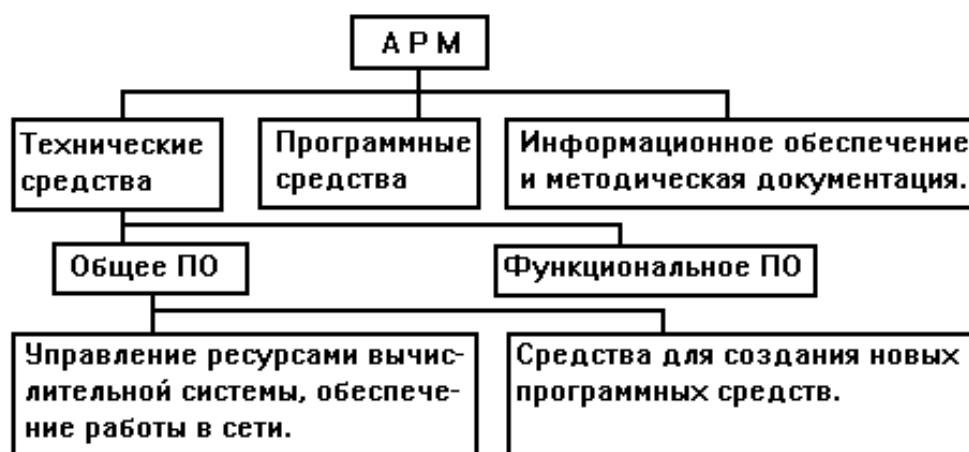 А Р М
Технические
средства
Программные
средства
Информационное обеспечение
и методическая документация.
Общее ПО
Функциональное ПО
Управление ресурсами вычис-
лительной системы, обеспече-
ние работы в сети.
Средства для создания новых
программных средств.